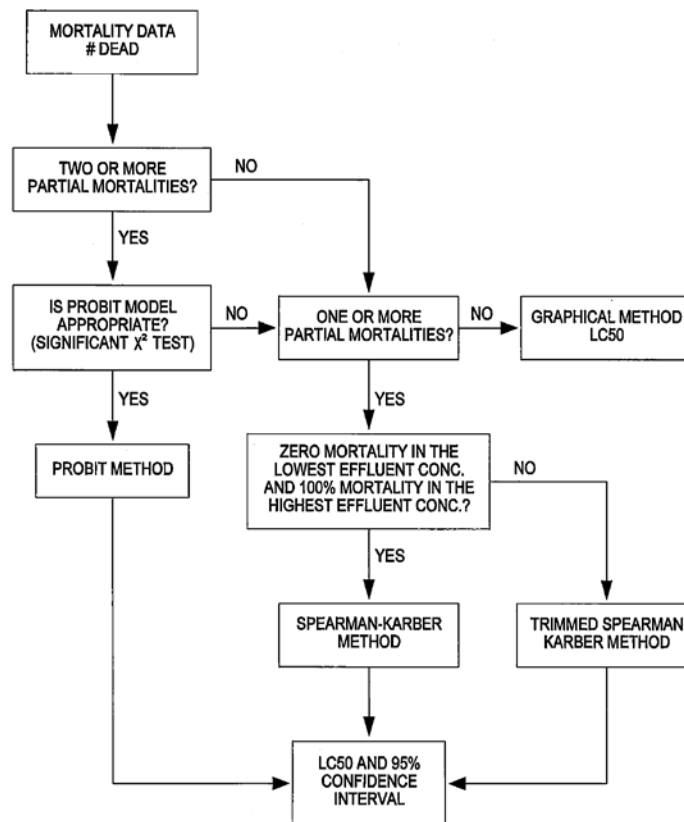 MORTALITY DATA
# DEAD
TWO OR MORE
PARTIAL MORTALITIES?
NO
YES
IS PROBIT MODEL
APPROPRIATE?
(SIGNIFICANT χ² TEST)
NO
ONE OR MORE
PARTIAL MORTALITIES?
NO
GRAPHICAL METHOD
LC50
YES
YES
PROBIT METHOD
ZERO MORTALITY IN THE
LOWEST EFFLUENT CONC.
AND 100% MORTALITY IN THE
HIGHEST EFFLUENT CONC.?
NO
YES
SPEARMAN-KARBER
METHOD
TRIMMED SPEARMAN
KARBER METHOD
LC50 AND 95%
CONFIDENCE
INTERVAL